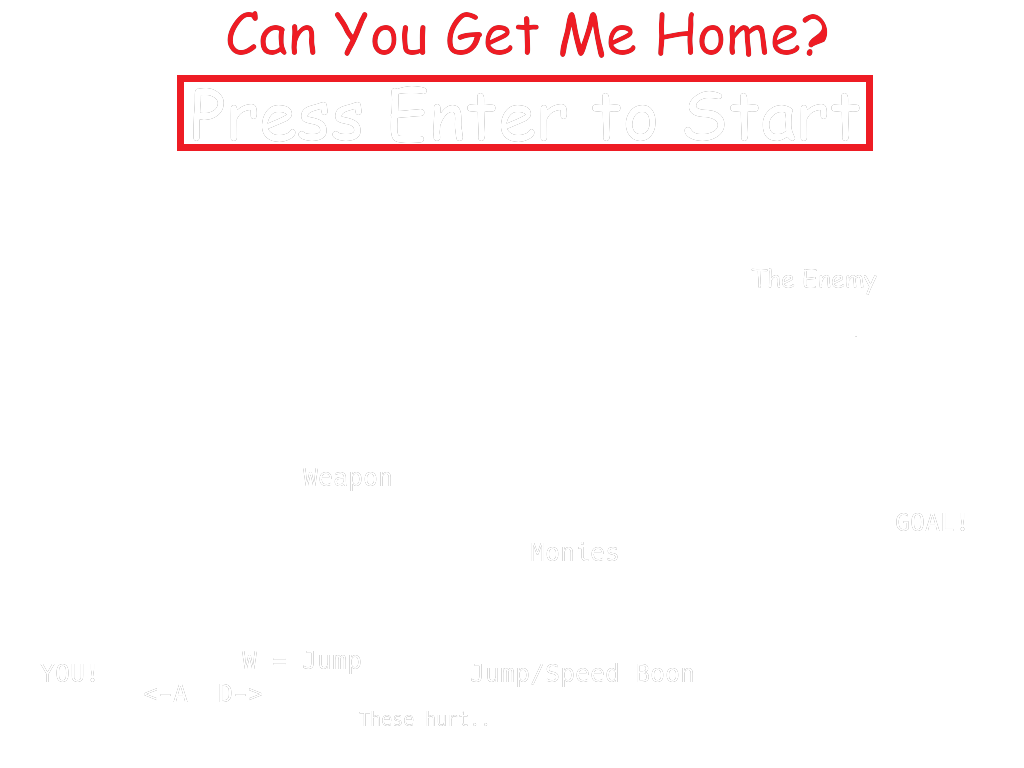 Can You Get Me Home?
Press Enter to Start
The Enemy
Weapon
GOAL:
Monies
W = Jump
YOU:
Jump/Speed Boon
<-A D->
These hurt..